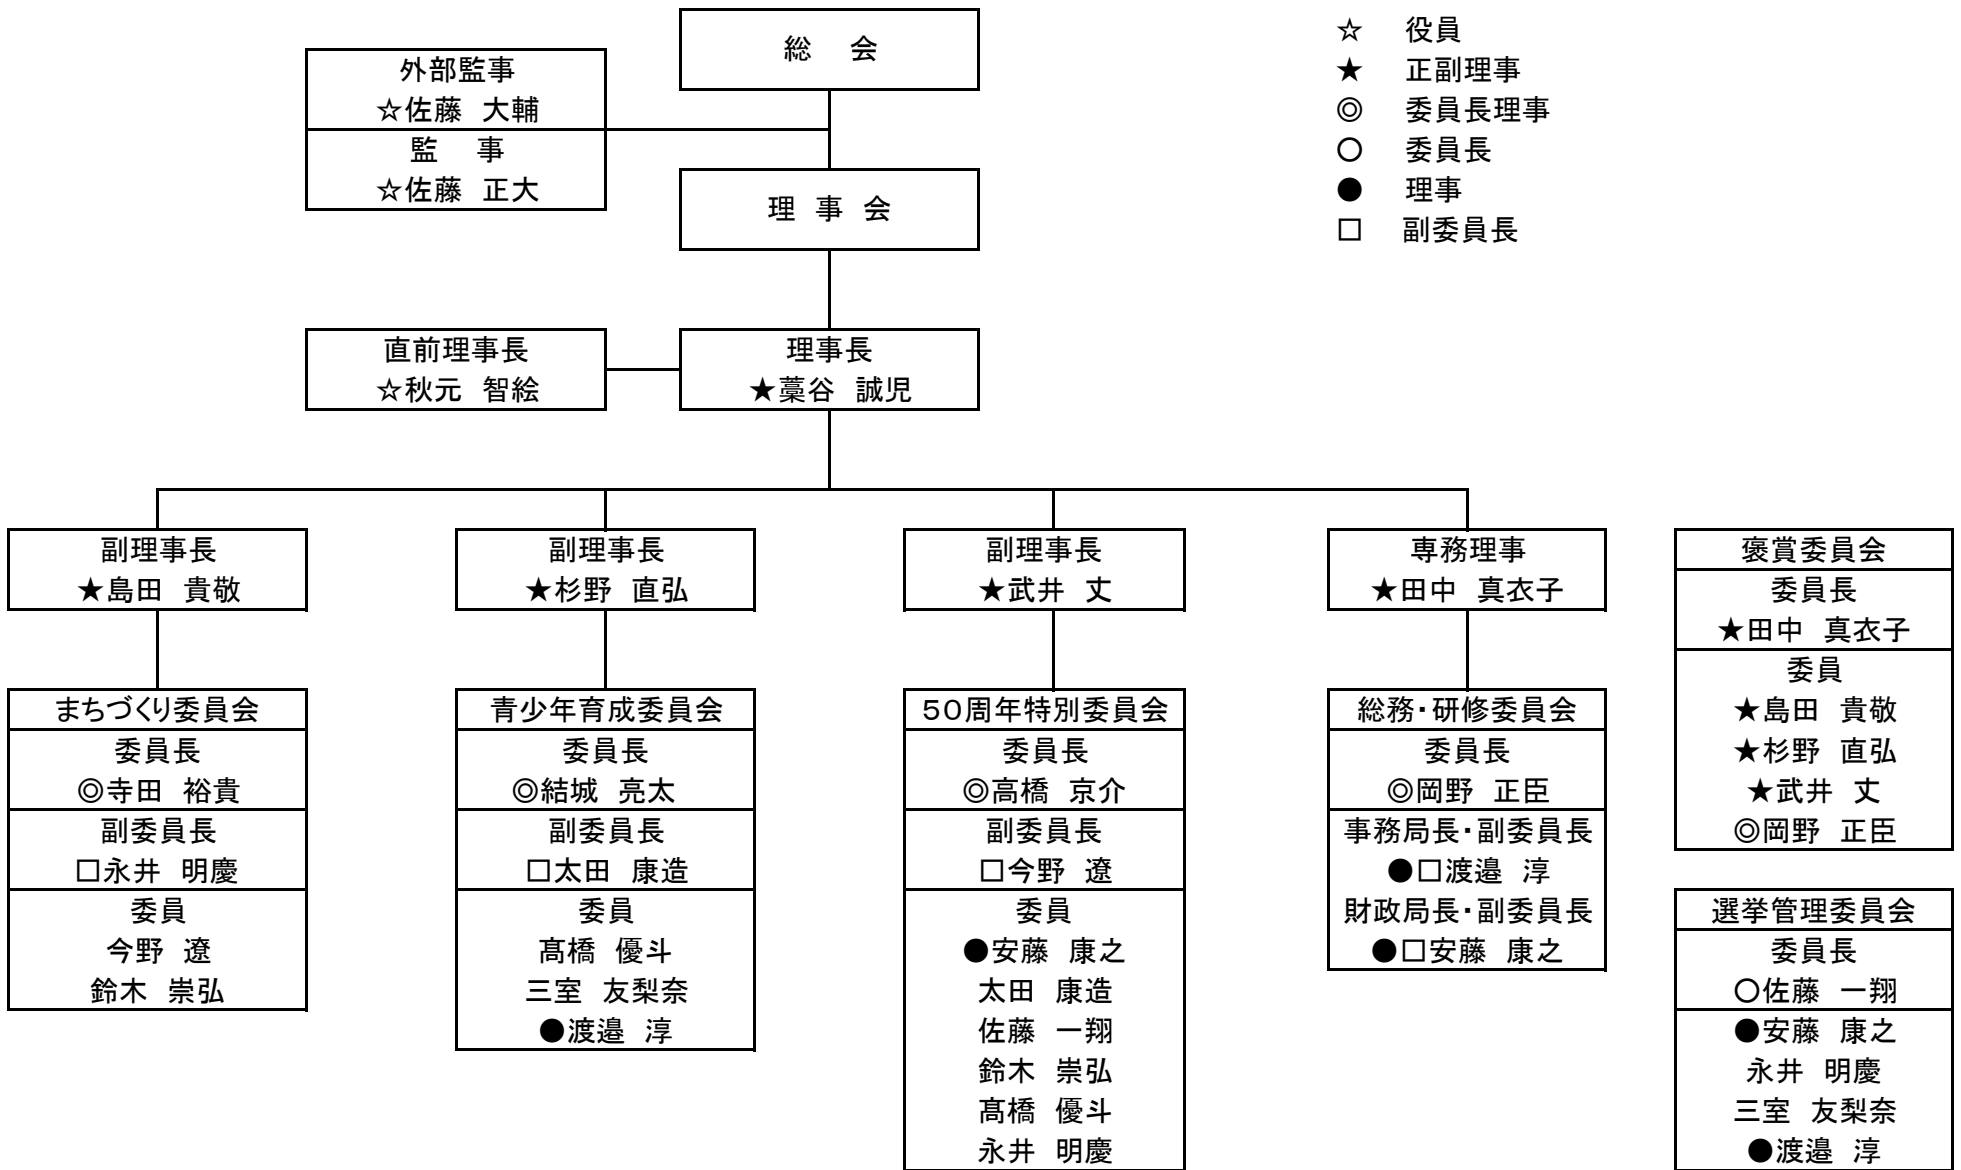 総　会
外部監事
☆佐藤　大輔
監　事
☆佐藤　正大
理　事　会
☆　役員
★　正副理事
◎　委員長理事
○　委員長
●　理事
□　副委員長
直前理事長
☆秋元　智絵
理事長
★藁谷　誠児
副理事長
★島田　貴敬
副理事長
★杉野　直弘
副理事長
★武井　丈
専務理事
★田中　真衣子
まちづくり委員会
委員長
◎寺田　裕貴
副委員長
□永井　明慶
委員
今野　遼
鈴木　崇弘
青少年育成委員会
委員長
◎結城　亮太
副委員長
□太田　康造
委員
髙橋　優斗
三室　友梨奈
●渡邉　淳
５０周年特別委員会
委員長
◎高橋　京介
副委員長
□今野　遼
委員
●安藤　康之
太田　康造
佐藤　一翔
鈴木　崇弘
髙橋　優斗
永井　明慶
総務・研修委員会
委員長
◎岡野　正臣
事務局長・副委員長
●□渡邉　淳
財政局長・副委員長
●□安藤　康之
褒賞委員会
委員長
★田中　真衣子
委員
★島田　貴敬
★杉野　直弘
★武井　丈
◎岡野　正臣
選挙管理委員会
委員長
○佐藤　一翔
●安藤　康之
永井　明慶
三室　友梨奈
●渡邉　淳